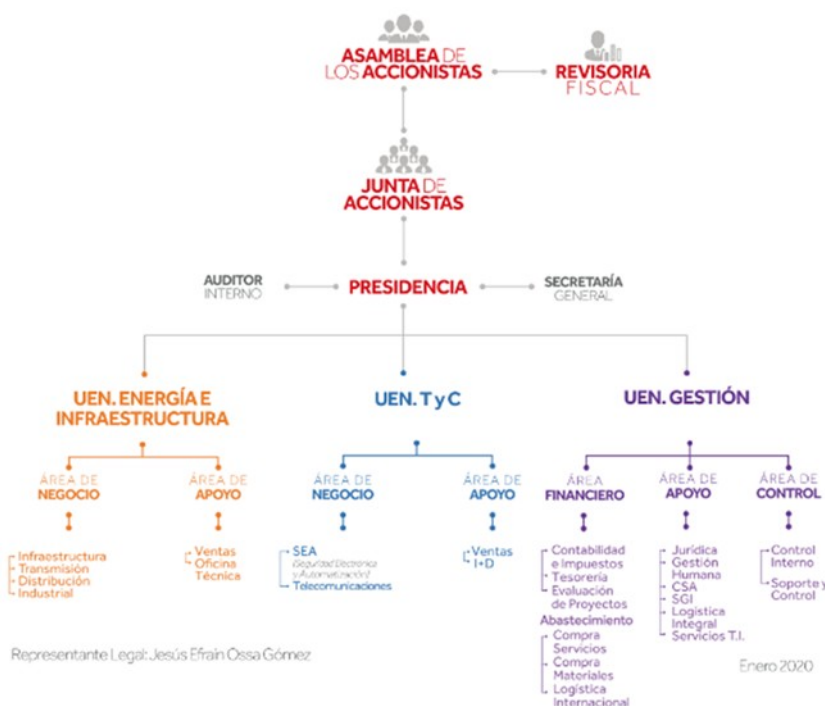 ASAMBLEA DE
LOS ACCIONISTAS
REVISORIA
FISCAL
JUNTA DE
ACCIONISTAS
AUDITOR
INTERNO
PRESIDENCIA
SECRETARÍA
GENERAL
UEN. ENERGÍA E
INFRAESTRUCTURA
ÁREA DE
NEGOCIO
Infraestructura
Transmisión
Distribución
Industrial
ÁREA DE
APOYO
Ventas
Oficina
Técnica
UEN. T y C
ÁREA DE
NEGOCIO
SEA
(Seguridad Electrónica
y Automatización)
Telecomunicaciones
ÁREA DE
APOYO
Ventas
I+D
UEN. GESTIÓN
ÁREA
FINANCIERO
Contabilidad
e Impuestos
Tesorería
Evaluación
de Proyectos
Abastecimiento
Compra
Servicios
Compra
Materiales
Logística
Internacional
ÁREA DE
APOYO
Jurídica
Gestión
Humana
CSA
SGI
Logística
Integral
Servicios T.I.
ÁREA DE
CONTROL
Control
Interno
Soporte y
Control
Representante Legal: Jesús Efraín Ossa Gómez
Enero 2020